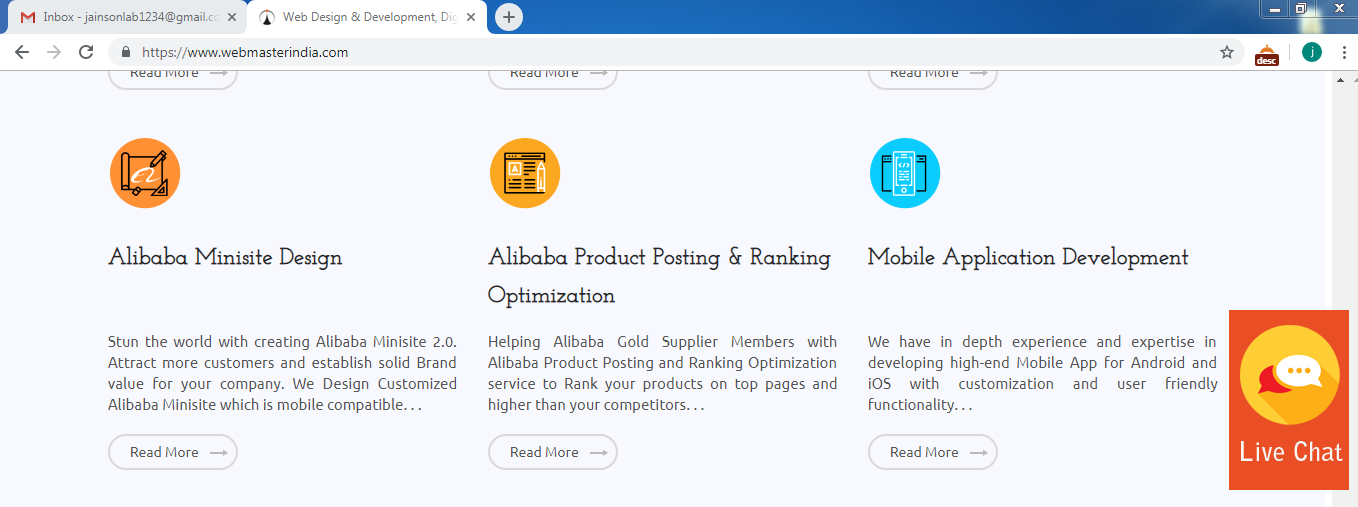 Inbox - jainsonlab1234@gmail.co
Web Design & Development, Dig
https://www.webmasterindia.com
desc
j
Read More
Read More
Read More
A
</>
Alibaba Minisite Design
Stun the world with creating Alibaba Minisite 2.0.
Attract more customers and establish solid Brand
value for your company. We Design Customized
Alibaba Minisite which is mobile compatible. . .
Read More
Alibaba Product Posting & Ranking
Optimization
Helping Alibaba Gold Supplier Members with
Alibaba Product Posting and Ranking Optimization
service to Rank your products on top pages and
higher than your competitors. . .
Read More
Mobile Application Development
We have in depth experience and expertise in
developing high-end Mobile App for Android and
iOS with customization and user friendly
functionality. . .
Read More
Live Chat